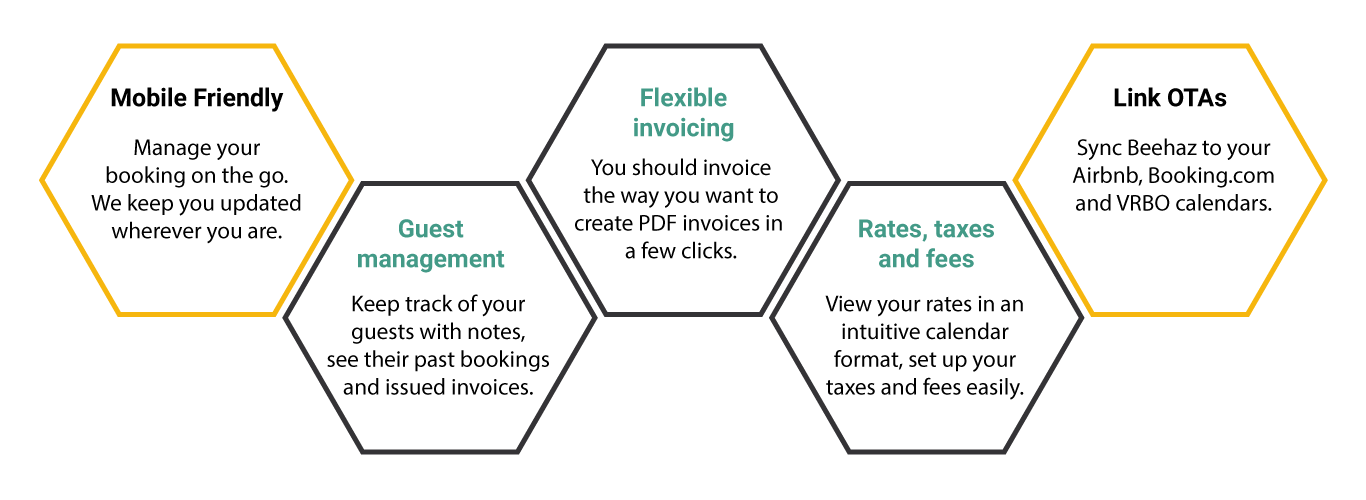 Mobile Friendly
Manage your
booking on the go.
We keep you updated
wherever you are.
Guest
management
Keep track of your
guests with notes,
see their past bookings
and issued invoices.
Flexible
invoicing
You should invoice
the way you want to
create PDF invoices in
a few clicks.
Rates, taxes
and fees
View your rates in an
intuitive calendar
format, set up your
taxes and fees easily.
Link OTAs
Sync Beehaz to your
Airbnb, Booking.com
and VRBO calendars.